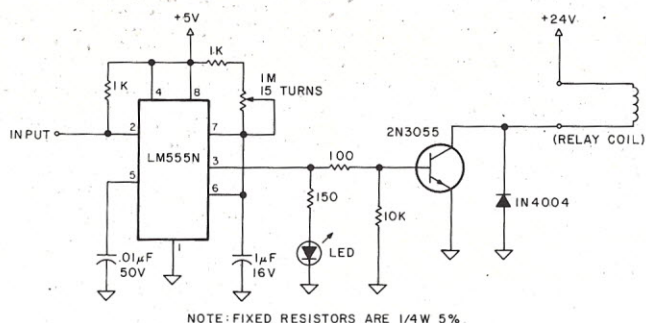 +5V
+24V
1K
1M
15 TURNS
1K
4
8
INPUT
2
7
2N3055
LM555N
3
100
(RELAY COIL)
5
6
150
10K
1N4004
1
.01µF
50V
1µF
16V
LED
NOTE: FIXED RESISTORS ARE 1/4W 5%